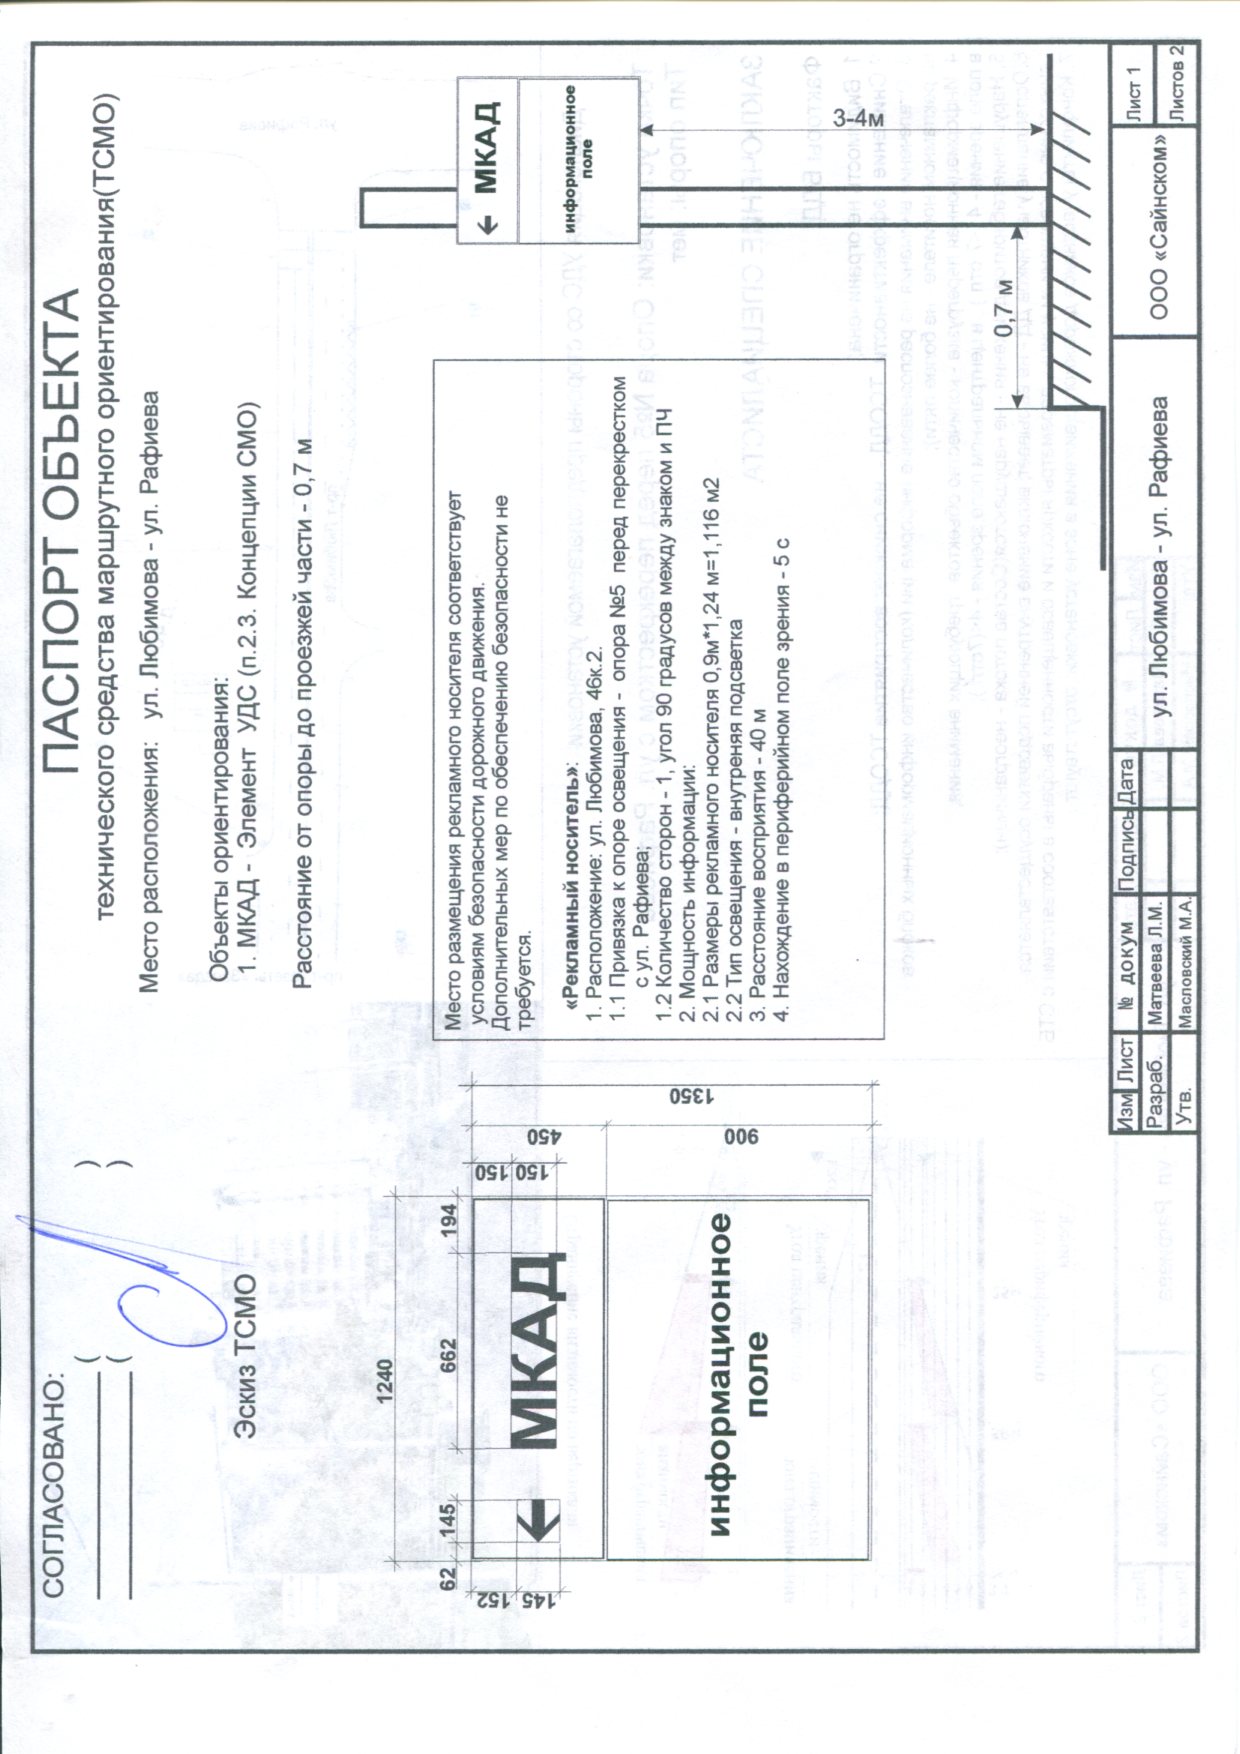 СОГЛАСОВАНО:
( )
( )
ПАСПОРТ ОБЪЕКТА
технического средства маршрутного ориентирования(ТСМО)
Место расположения: ул. Любимова - ул. Рафиева
Объекты ориентирования:
1. МКАД - Элемент УДС (п.2.3. Концепции СМО)
Расстояние от опоры до проезжей части - 0,7 м
Эскиз ТСМО
1240
62 145 662 194
152
145
150
150
450
900
1350
← МКАД
информационное
поле
Место размещения рекламного носителя соответствует
условиям безопасности дорожного движения.
Дополнительных мер по обеспечению безопасности не
требуется.
«Рекламный носитель»:
1. Расположение: ул. Любимова, 46к.2.
1.1 Привязка к опоре освещения - опора №5 перед перекрестком
с ул. Рафиева;
1.2 Количество сторон - 1, угол 90 градусов между знаком и ПЧ
2. Мощность информации:
2.1 Размеры рекламного носителя 0,9м*1,24 м=1,116 м2
2.2 Тип освещения - внутреняя подсветка
3. Расстояние восприятия - 40 м
4. Нахождение в периферийном поле зрения - 5 с
← МКАД
информационное
поле
3-4м
0,7 м
Изм Лист № докум Подпись Дата
Разраб. Матвеева Л.М.
Утв. Масловский М.А.
ул. Любимова - ул. Рафиева
ООО «Сайнском»
Лист 1
Листов 2